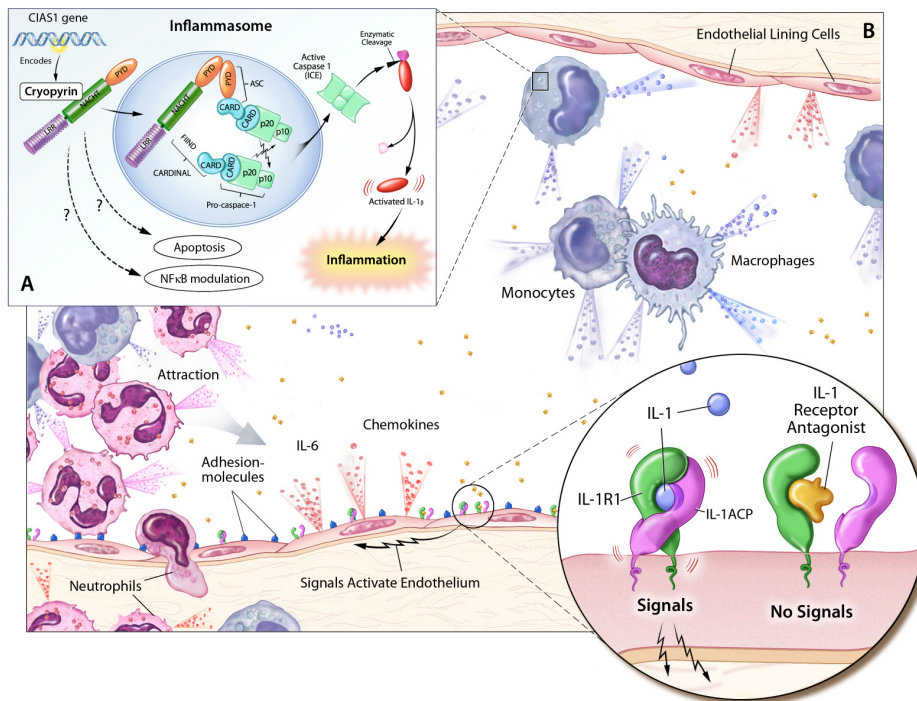 CIAS1 gene
Encodes
Cryopyrin
PYD
NACHT
LRR
?
?
Apoptosis
NFκB modulation
A
Inflammasome
PYD
PYD
NACHT
LRR
ASC
CARD
CARD
p20
p10
FIIND
CARD
CARD
p20
p10
CARDINAL
Pro-caspace-1
Active
Caspase 1
(ICE)
Enzymatic
Cleavage
Activated IL-1β
Inflammation
B
Endothelial Lining Cells
Monocytes
Macrophages
Attraction
Adhesion-
molecules
IL-6
Chemokines
Neutrophils
Signals Activate Endothelium
IL-1
IL-1
Receptor
Antagonist
IL-1R1
IL-1ACP
Signals
No Signals